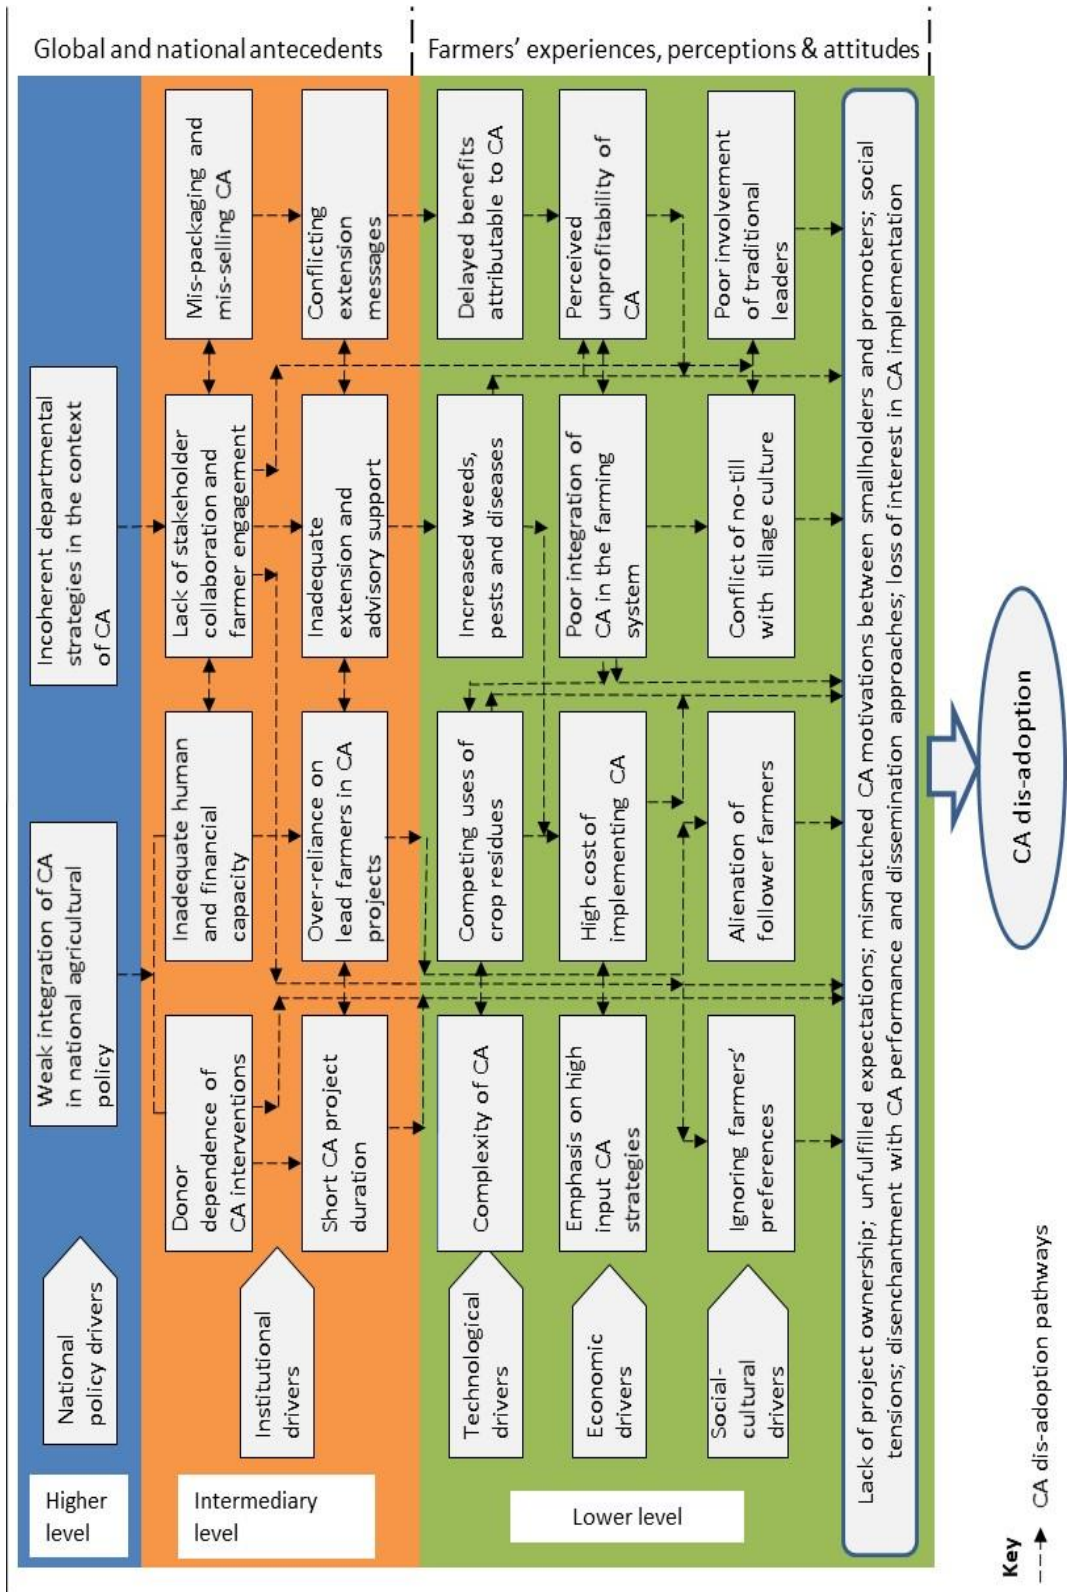 Global and national antecedents
Farmers' experiences, perceptions & attitudes
Higher
level
National
policy drivers
Weak integration of CA
in national agricultural
policy
Incoherent departmental
strategies in the context
of CA
Intermediary
level
Institutional
drivers
Donor
dependence of
CA interventions
Inadequate human
and financial
capacity
Lack of stakeholder
collaboration and
farmer engagement
Mis-packaging and
mis-selling CA
Short CA project
duration
Over-reliance on
lead farmers in CA
projects
Inadequate
extension and
advisory support
Conflicting
extension
messages
Lower level
Technological
drivers
Complexity of CA
Competing uses of
crop residues
Increased weeds,
pests and diseases
Delayed benefits
attributable to CA
Economic
drivers
Emphasis on high
input CA
strategies
High cost of
implementing CA
Poor integration of
CA in the farming
system
Perceived
unprofitability of
CA
Social-
cultural
drivers
Ignoring farmers'
preferences
Alienation of
follower farmers
Conflict of no-till
with tillage culture
Poor involvement
of traditional
leaders
Lack of project ownership; unfulfilled expectations; mismatched CA motivations between smallholders and promoters; social
tensions; disenchantment with CA performance and dissemination approaches; loss of interest in CA implementation
CA dis-adoption
Key
CA dis-adoption pathways